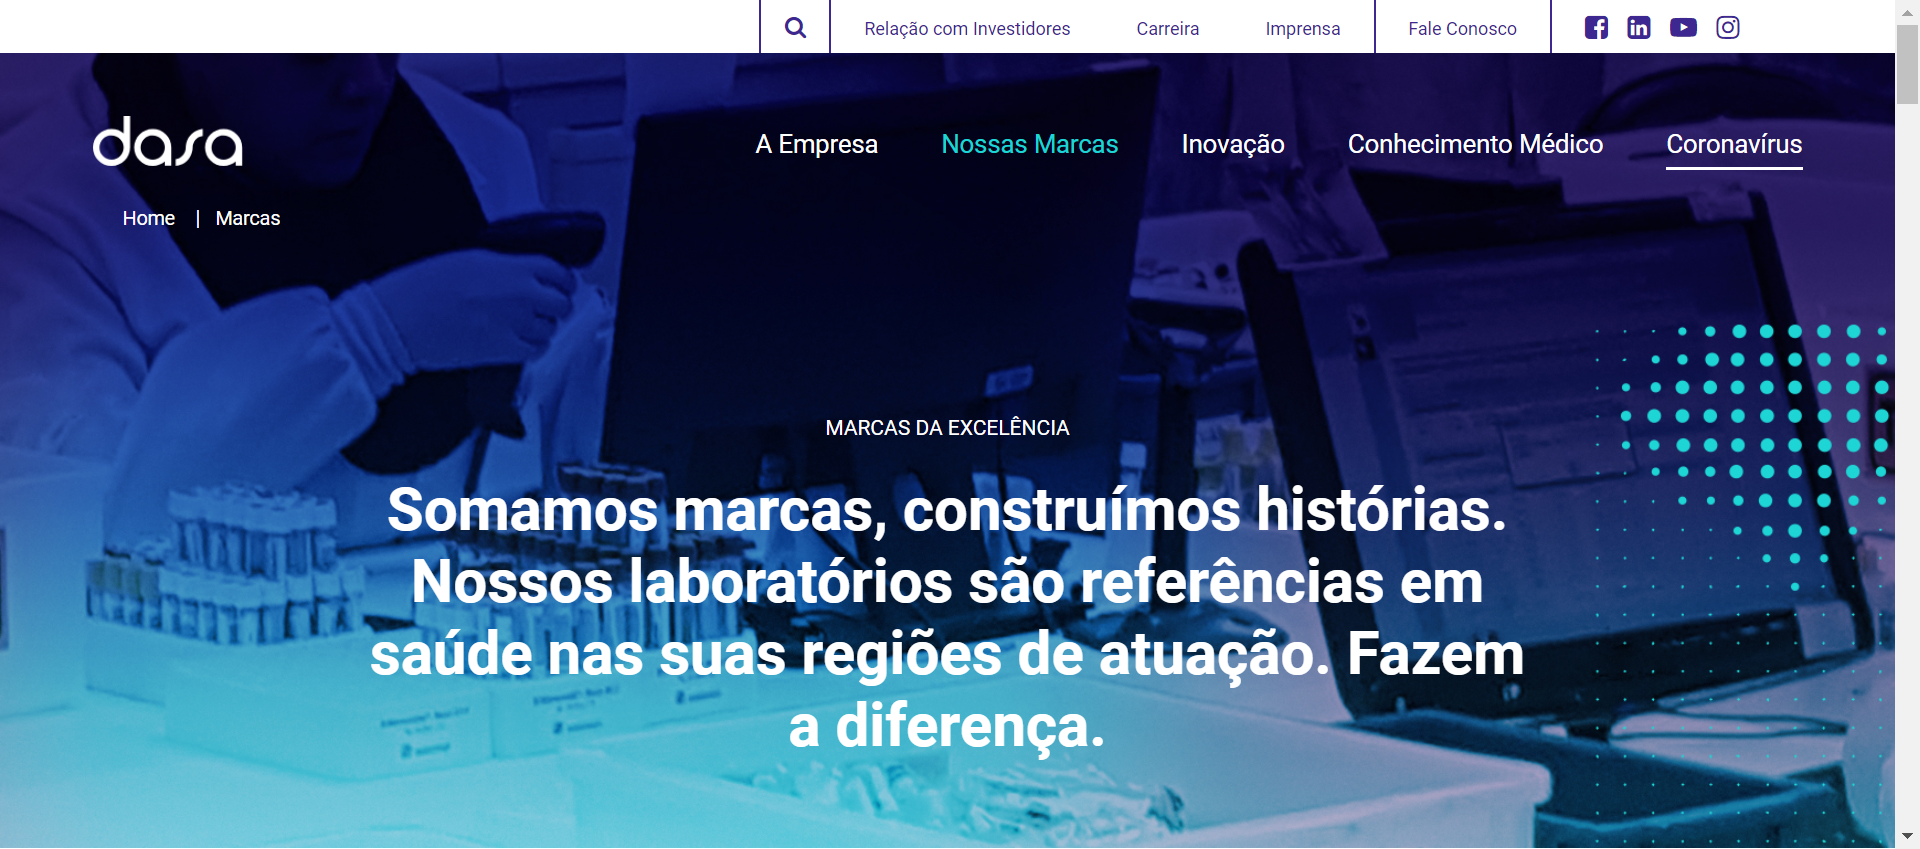 Relação com Investidores
Carreira
Imprensa
Fale Conosco
dasa
A Empresa
Nossas Marcas
Inovação
Conhecimento Médico
Coronavírus
Home | Marcas
MARCAS DA EXCELÊNCIA
Somamos marcas, construímos histórias.
Nossos laboratórios são referências em
saúde nas suas regiões de atuação. Fazem
a diferença.